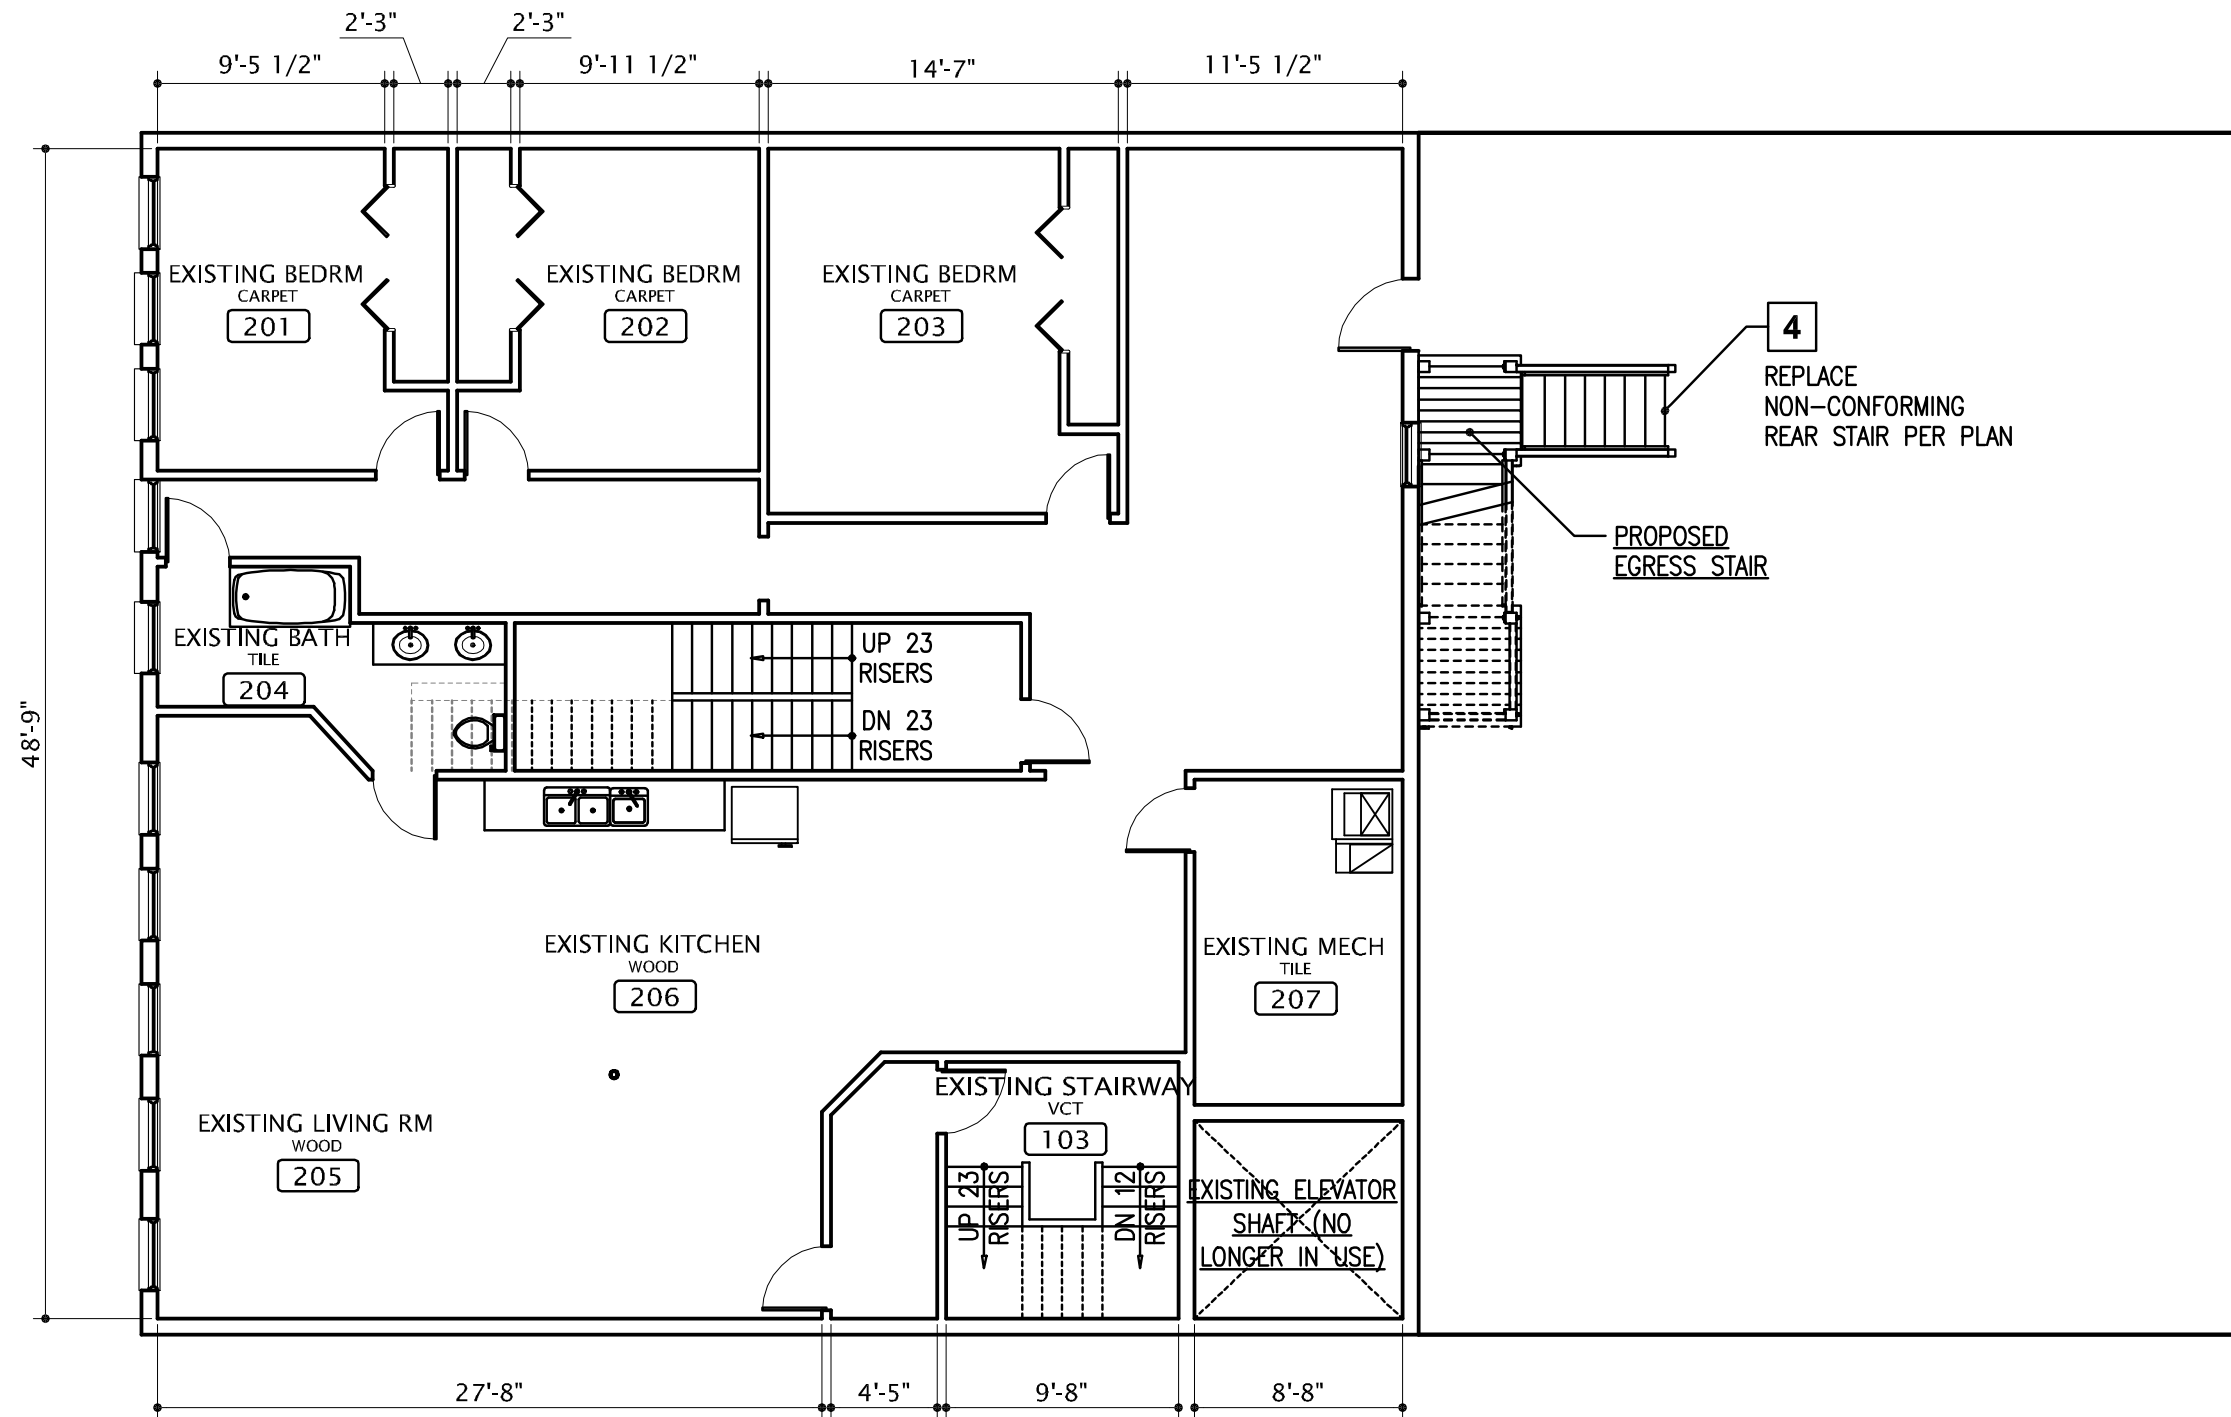 2'-3"
2'-3"
9'-5 1/2"
9'-11 1/2"
14'-7"
11'-5 1/2"
EXISTING BEDRM
CARPET
201
EXISTING BEDRM
CARPET
202
EXISTING BEDRM
CARPET
203
4
REPLACE
NON-CONFORMING
REAR STAIR PER PLAN
PROPOSED
EGRESS STAIR
EXISTING BATH
TILE
204
UP 23
RISERS
DN 23
RISERS
48'-9"
EXISTING KITCHEN
WOOD
206
EXISTING MECH
TILE
207
EXISTING LIVING RM
WOOD
205
EXISTING STAIRWAY
VCT
103
UP 23
RISERS
DN 12
RISERS
EXISTING ELEVATOR
SHAFT (NO
LONGER IN USE)
27'-8"
4'-5"
9'-8"
8'-8"